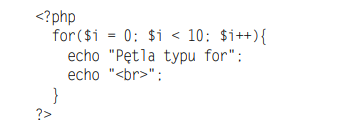 <?php
for($i = 0; $i < 10; $i++){
echo "Pętla typu for";
echo "<br>";
}
?>